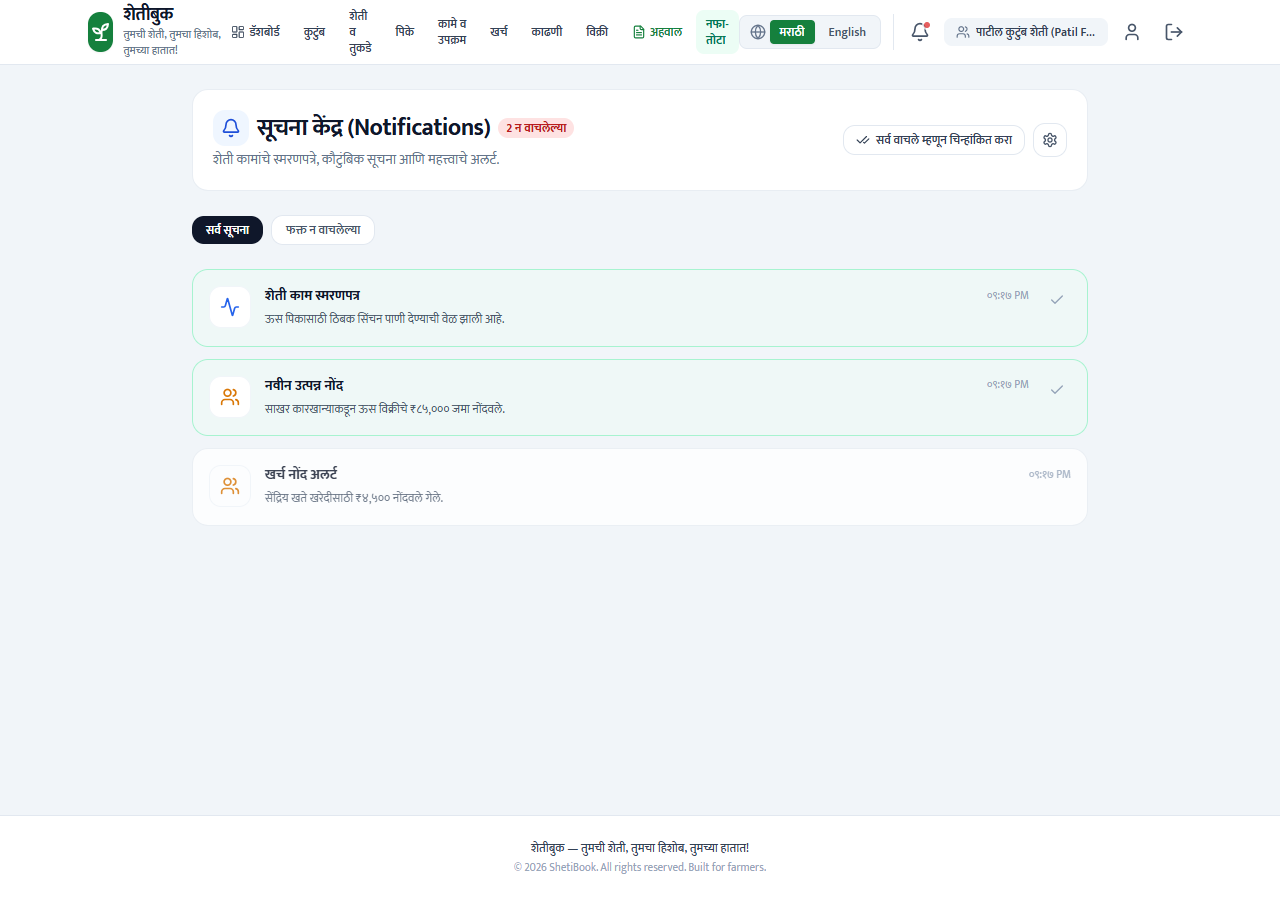 शेतीबुक
तुमची शेती, तुमचा हिशोब,
तुमच्या हातात!
डॅशबोर्ड
कुटुंब
शेती
व
तुकडे
पिके
कामे व
उपक्रम
खर्च
काढणी
विक्री
अहवाल
नफा-
तोटा
मराठी
English
पाटील कुटुंब शेती (Patil F...
सूचना केंद्र (Notifications)
2 न वाचलेल्या
शेती कामांचे स्मरणपत्रे, कौटुंबिक सूचना आणि महत्त्वाचे अलर्ट.
सर्व वाचले म्हणून चिन्हांकित करा
सर्व सूचना
फक्त न वाचलेल्या
शेती काम स्मरणपत्र
०९:१७ PM
ऊस पिकासाठी ठिबक सिंचन पाणी देण्याची वेळ झाली आहे.
नवीन उत्पन्न नोंद
०९:१७ PM
साखर कारखान्याकडून ऊस विक्रीचे ₹८५,००० जमा नोंदवले.
खर्च नोंद अलर्ट
०९:१७ PM
सेंद्रिय खते खरेदीसाठी ₹४,५०० नोंदवले गेले.
शेतीबुक — तुमची शेती, तुमचा हिशोब, तुमच्या हातात!
© 2026 ShetiBook. All rights reserved. Built for farmers.